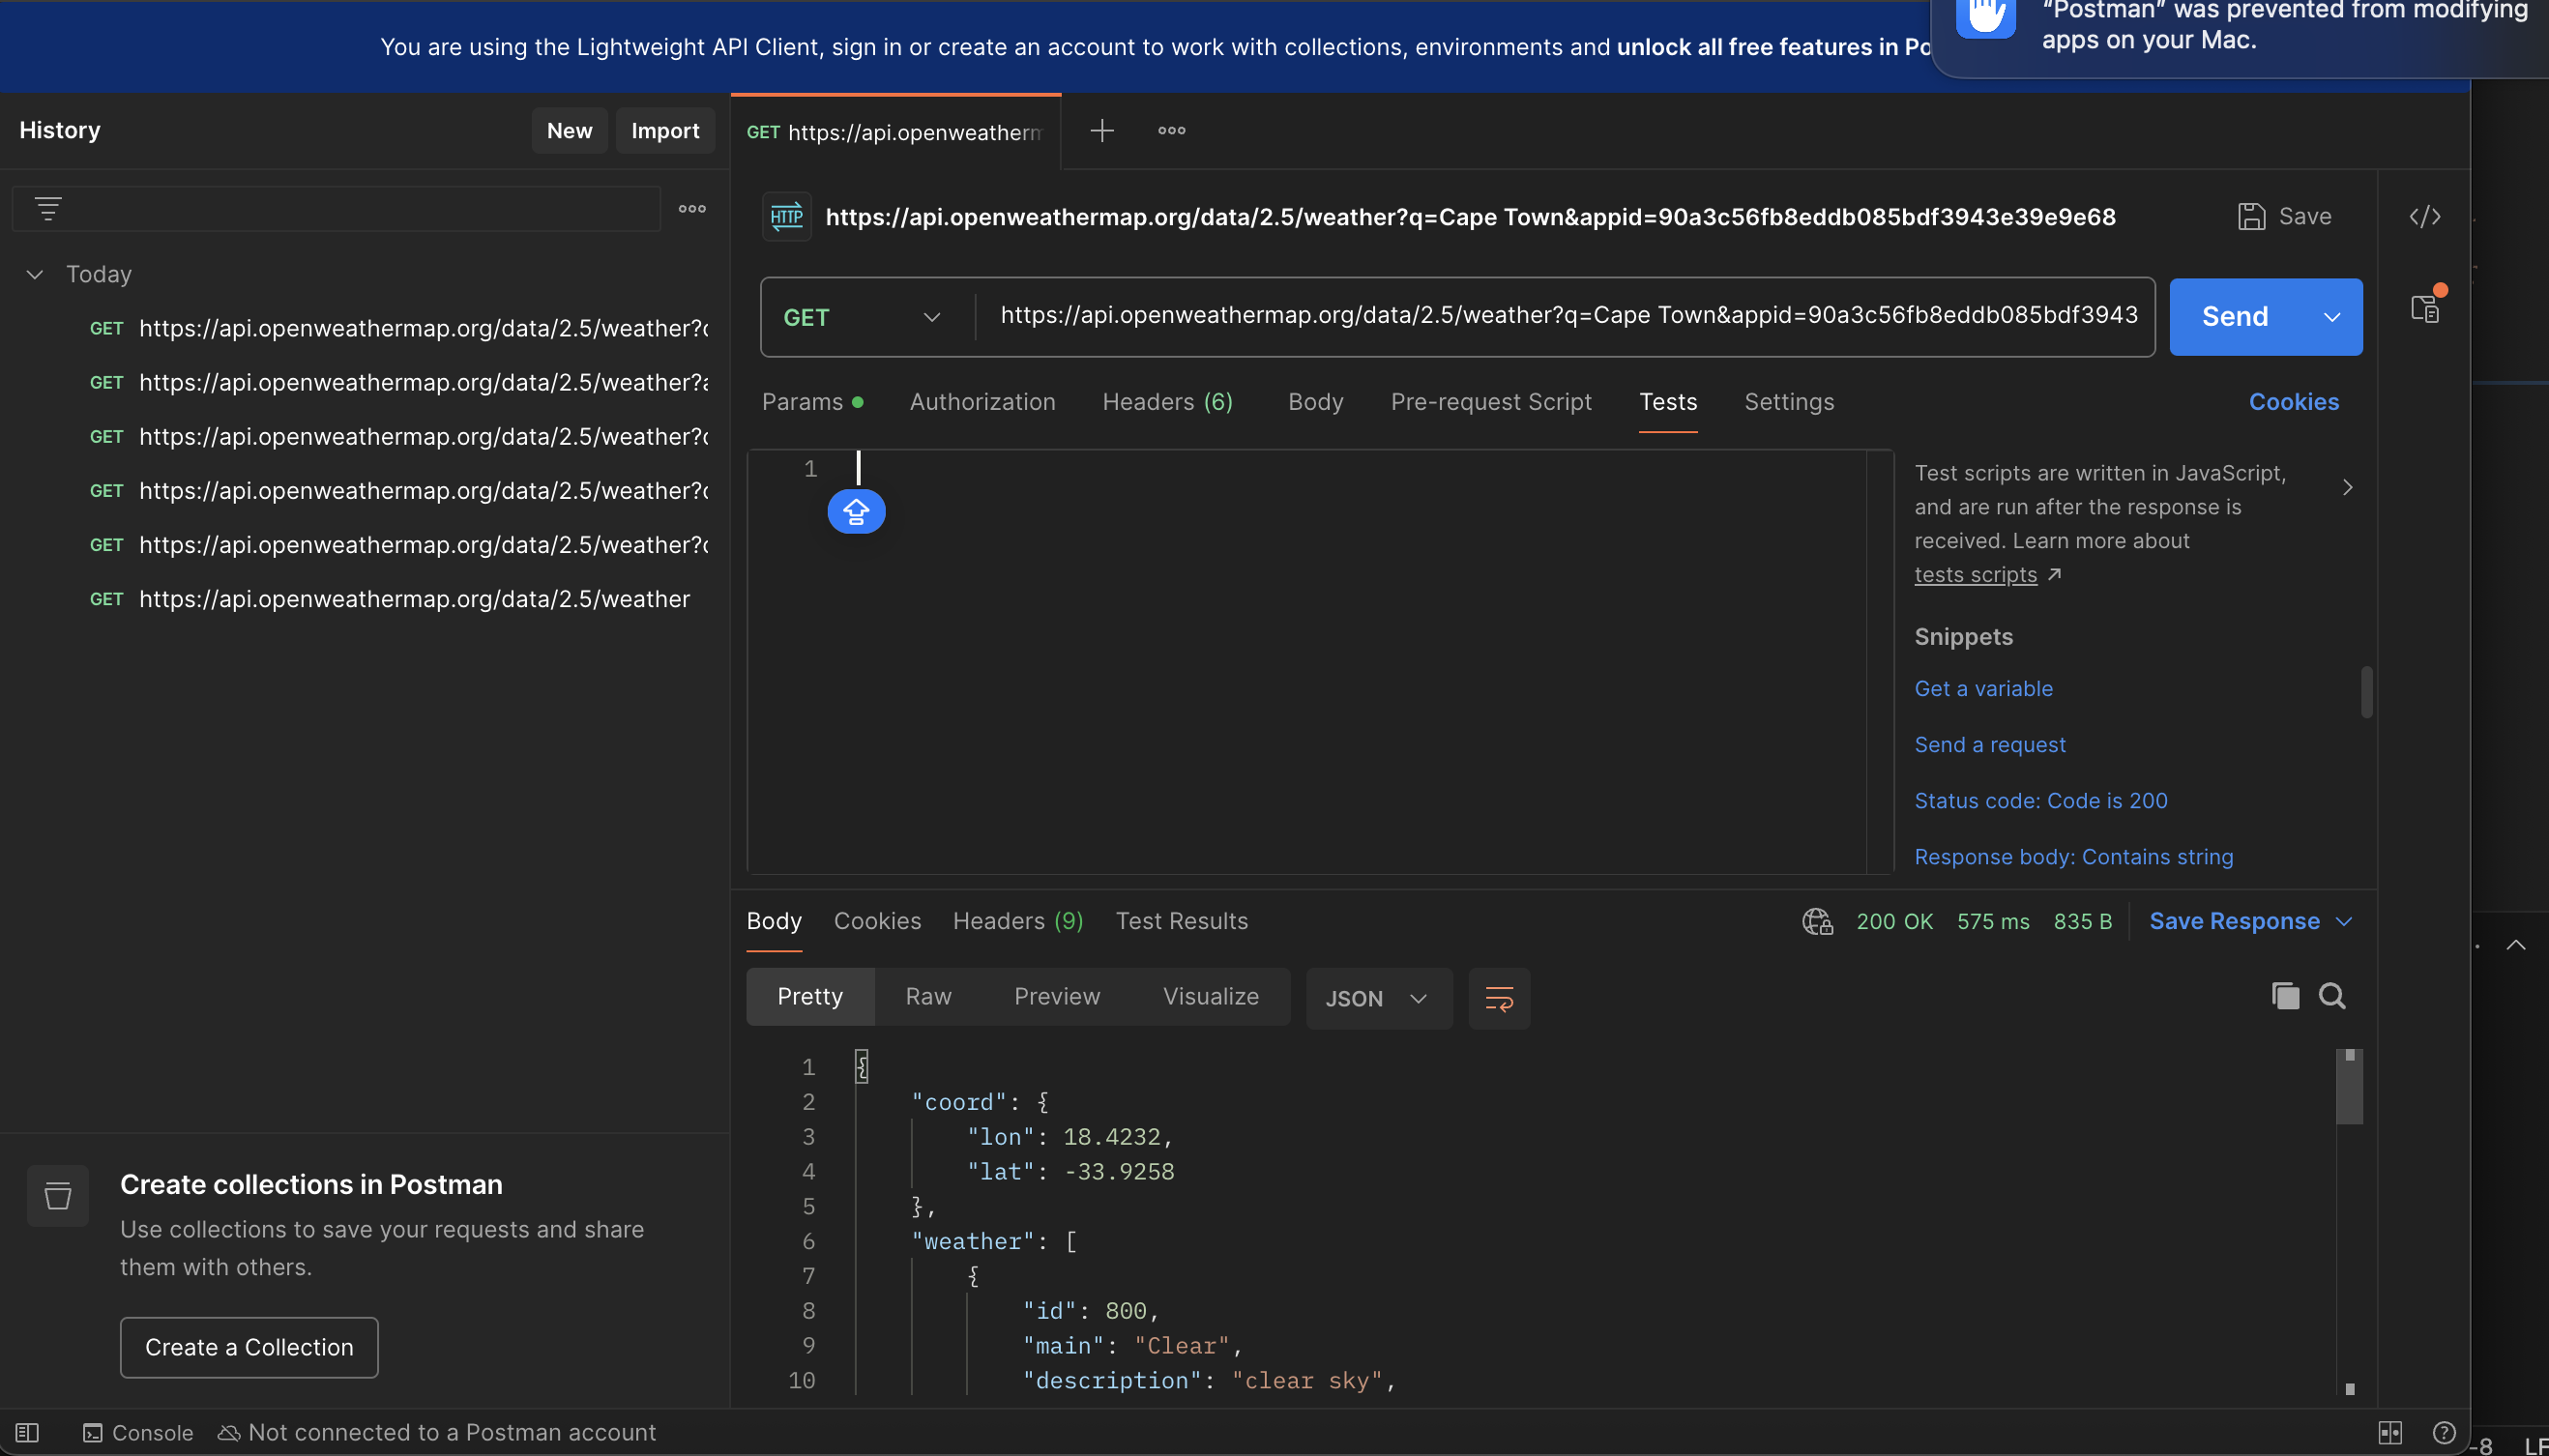 You are using the Lightweight API Client, sign in or create an account to work with collections, environments and unlock all free features in
"Postman" was prevented from modifying
apps on your Mac.
History
New
Import
GET https://api.openweatherm
Today
GET https://api.openweathermap.org/data/2.5/weather?
GET https://api.openweathermap.org/data/2.5/weather?
GET https://api.openweathermap.org/data/2.5/weather?
GET https://api.openweathermap.org/data/2.5/weather?
GET https://api.openweathermap.org/data/2.5/weather?
GET https://api.openweathermap.org/data/2.5/weather
Create collections in Postman
Use collections to save your requests and share
them with others.
Create a Collection
HTTP
https://api.openweathermap.org/data/2.5/weather?q=Cape Town&appid=90a3c56fb8eddb085bdf3943e39e9e68
Save
GET
https://api.openweathermap.org/data/2.5/weather?q=Cape Town&appid=90a3c56fb8eddb085bdf3943
Send
Params
Authorization
Headers (6)
Body
Pre-request Script
Tests
Settings
Cookies
1
Test scripts are written in JavaScript,
and are run after the response is
received. Learn more about
tests scripts
Snippets
Get a variable
Send a request
Status code: Code is 200
Response body: Contains string
Body
Cookies
Headers (9)
Test Results
200 OK
575 ms
835 B
Save Response
Pretty
Raw
Preview
Visualize
JSON
1 {
2 "coord": {
3 "lon": 18.4232,
4 "lat": -33.9258
5 },
6 "weather": [
7 {
8 "id": 800,
9 "main": "Clear",
10 "description": "clear sky",
Console
Not connected to a Postman account
-8